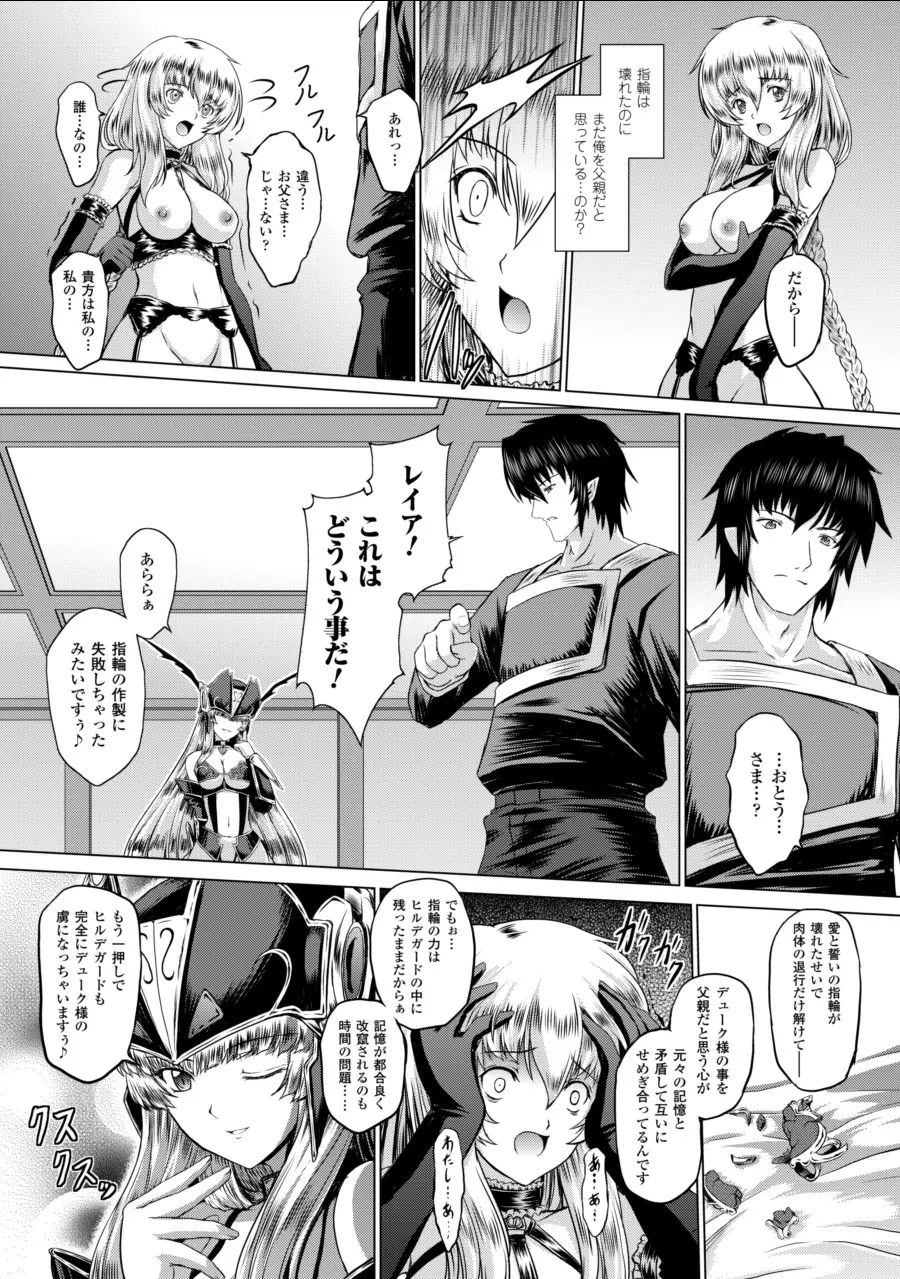 だから――
指輪は
壊れたのに
まだ俺を父親だと
思っている…のか?
あれっ…
フルフル
違う…
お父さま…
じゃ…ない?
誰…なの…
貴方は私の…
私の…
…おとう…
さま…?
レイア!
これは
どういう事だ!
あららぁ
指輪の作製に
失敗しちゃった
みたいですぅ♪
愛と誓いの指輪が
壊れたせいで
肉体の退行だけ解けて―
デューク様の事を
父親だと思う心が
元々の記憶と
矛盾して互いに
せめぎ合ってるんです
でもぉ…
指輪の力は
ヒルデガードの中に
残ったままだからぁ
あ…あ…
わたし…あ…
記憶が都合良く
改竄されるのも
時間の問題……
もう一押しで
ヒルデガードも
完全にデューク様の
虜になっちゃいますぅ♪
クス
クスッ